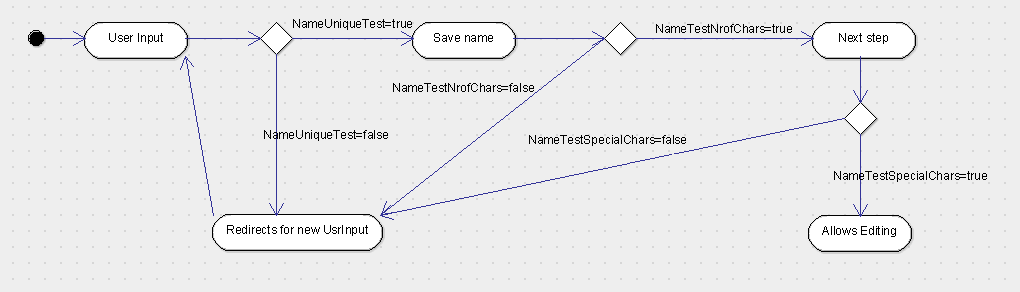 NameUniqueTest=true
User Input
Save name
NameTestNrofChars=true
Next step
NameTestNrofChars=false
NameUniqueTest=false
NameTestSpecialChars=false
NameTestSpecialChars=true
Redirects for new UsrInput
Allows Editing